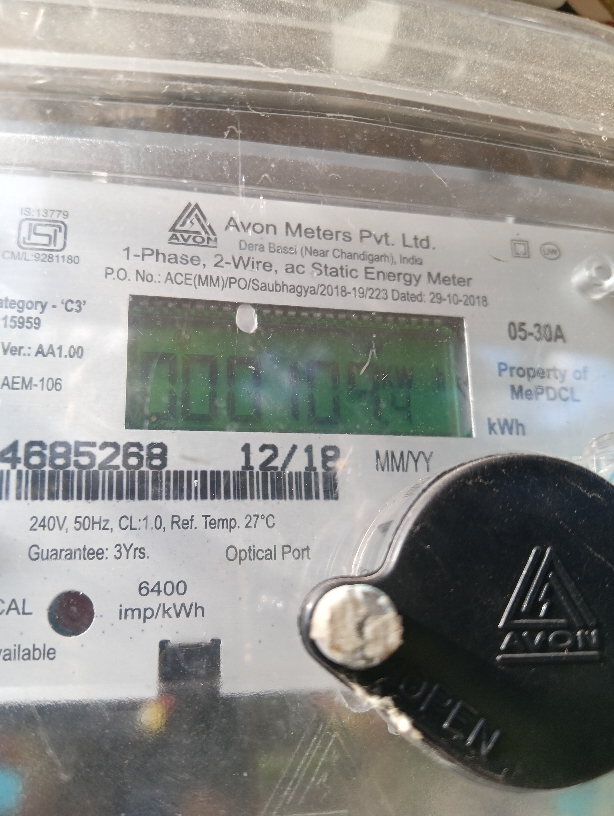 IS:13779
CM/L:9281180
AVON
Avon Meters Pvt. Ltd.
Dera Bassi (Near Chandigarh), India
1-Phase, 2-Wire, ac Static Energy Meter
P.O. No.: ACE(MM)/PO/Saubhagya/2018-19/223 Dated: 29-10-2018
ategory - 'C3'
15959
Ver.: AA1.00
AEM-106
05-30A
Property of
MePDCL
kWh
4685268 12/18 MM/YY
240V, 50Hz, CL:1.0, Ref. Temp. 27°C
Guarantee: 3Yrs. Optical Port
CAL
6400
imp/kWh
vailable
AVON
OPEN